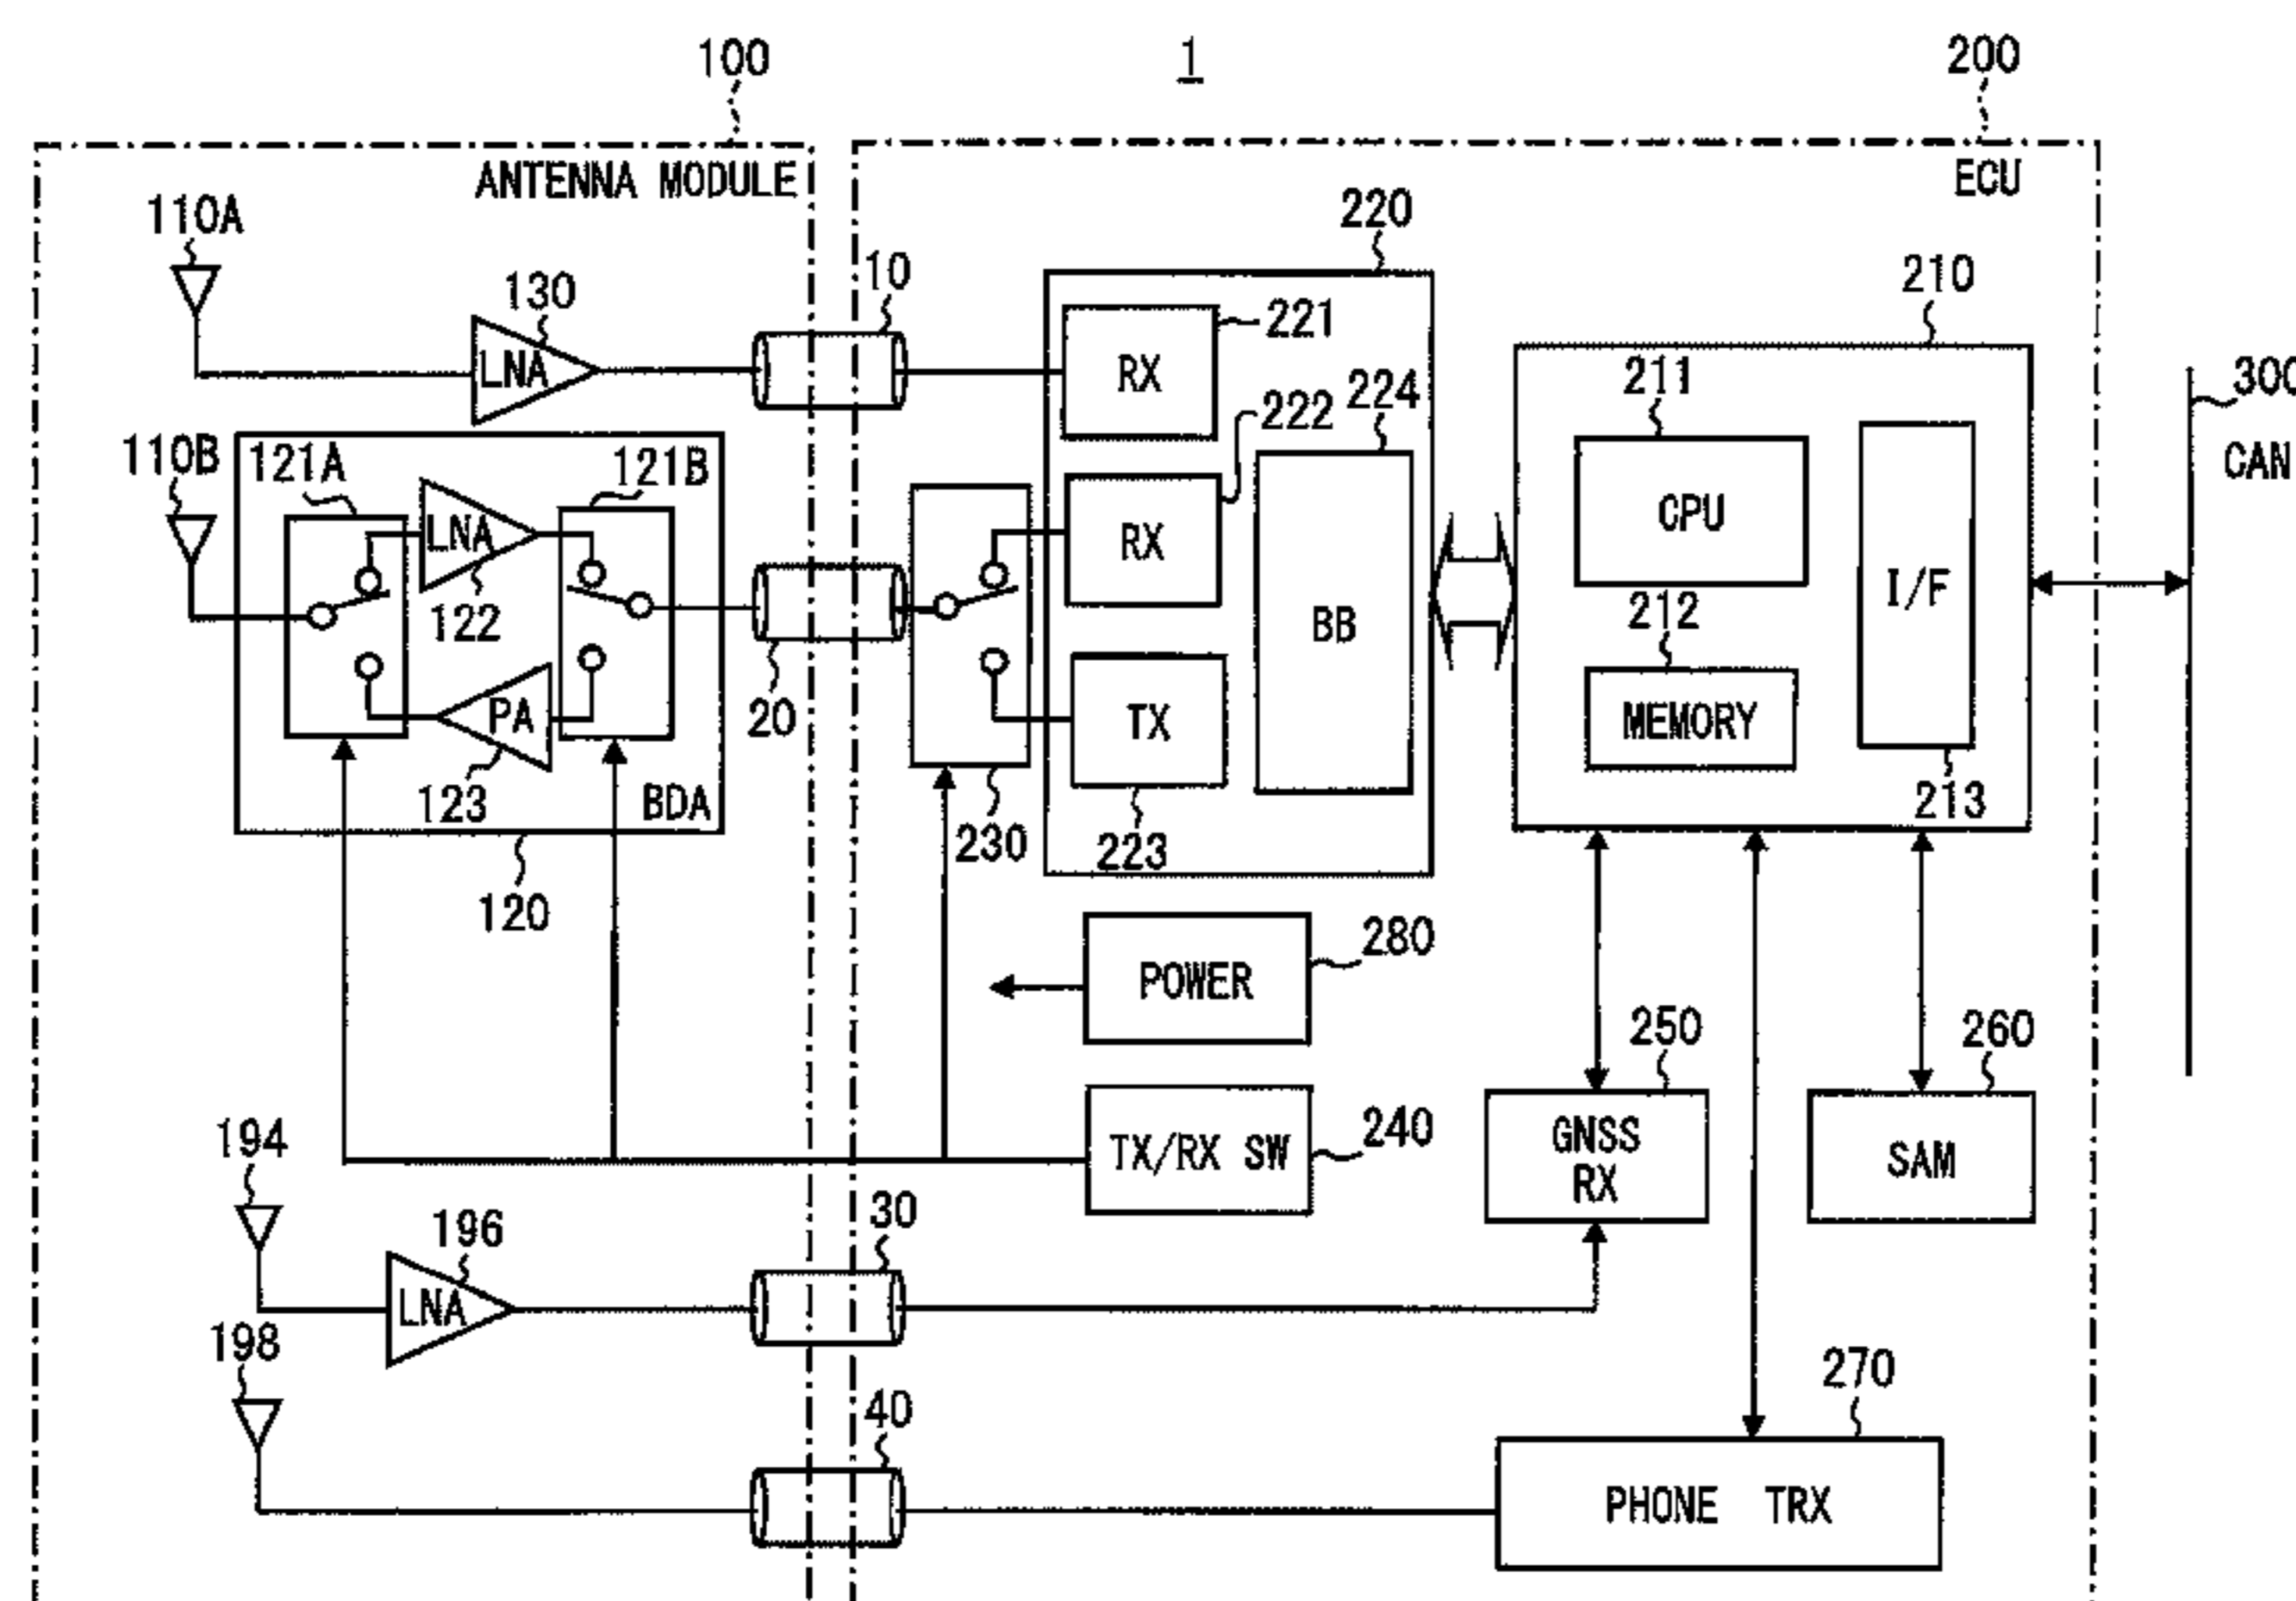 100
1
200
ANTENNA MODULE
ECU
110A
220
130
10
210
221
LNA
RX
211
300
224
222
110B
121A
121B
CAN
LNA
RX
CPU
I/F
122
212
BB
20
PA
TX
MEMORY
123
BDA
213
230
223
120
280
POWER
250
260
194
TX/RX SW
240
GNSS
RX
SAM
30
196
LNA
198
270
40
PHONE TRX